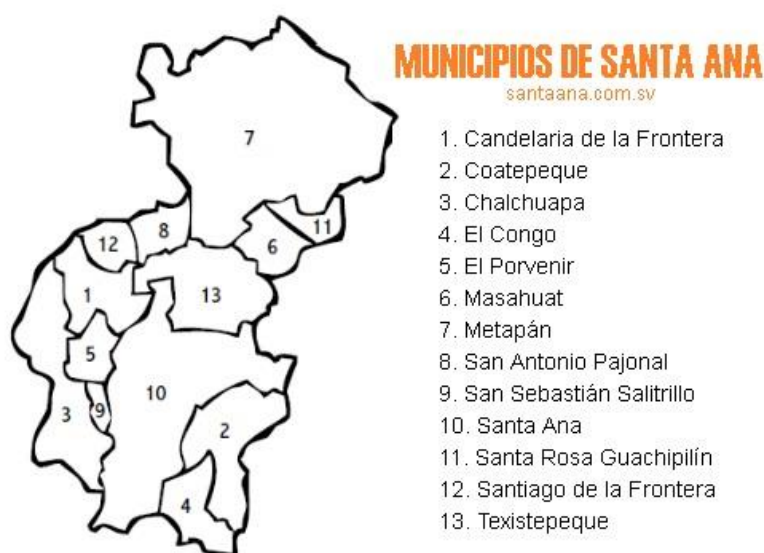 MUNICIPIOS DE SANTA ANA
santaana.com.sv
1. Candelaria de la Frontera
2. Coatepeque
3. Chalchuapa
4. El Congo
5. El Porvenir
6. Masahuat
7. Metapán
8. San Antonio Pajonal
9. San Sebastián Salitrillo
10. Santa Ana
11. Santa Rosa Guachipilín
12. Santiago de la Frontera
13. Texistepeque
7
11
8
12
6
1
13
5
10
3
9
2
4